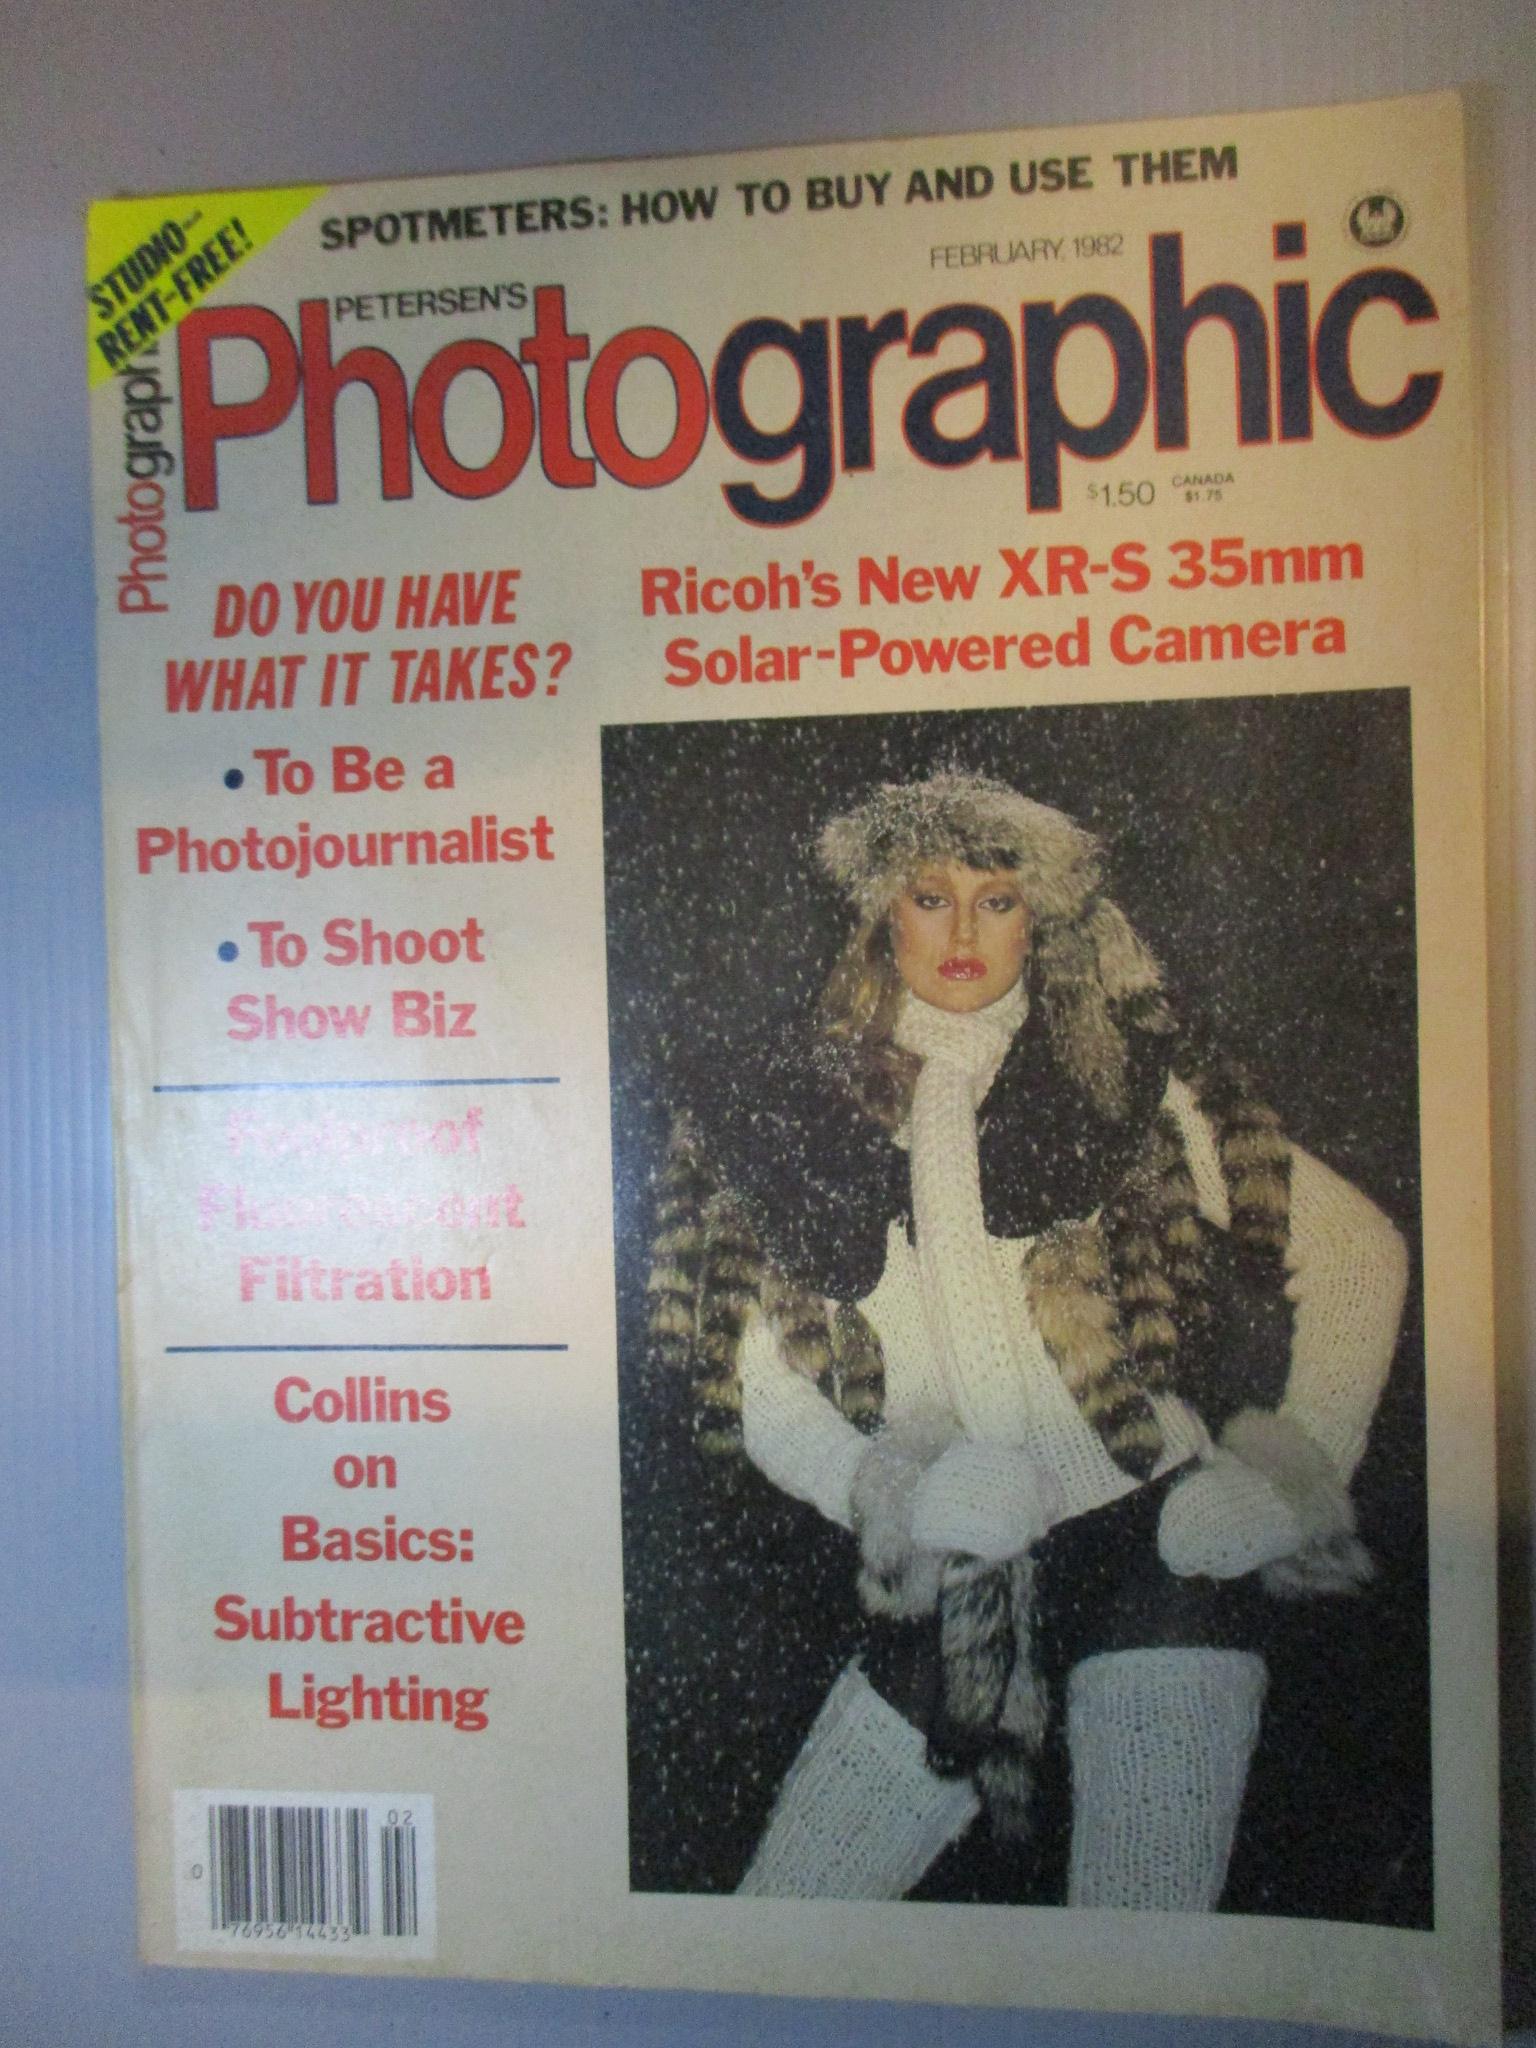 SPOTMETERS: HOW TO BUY AND USE THEM
STUDIO—
RENT-FREE!
FEBRUARY, 1982
PETERSEN'S
Photographic
Photographic
$1.50
CANADA
$1.75
DO YOU HAVE
WHAT IT TAKES?
• To Be a
Photojournalist
• To Shoot
Show Biz
Ricoh's New XR-S 35mm
Solar-Powered Camera
Foolproof
Fluorescent
Filtration
Collins
on
Basics:
Subtractive
Lighting
02
0
76956 14433